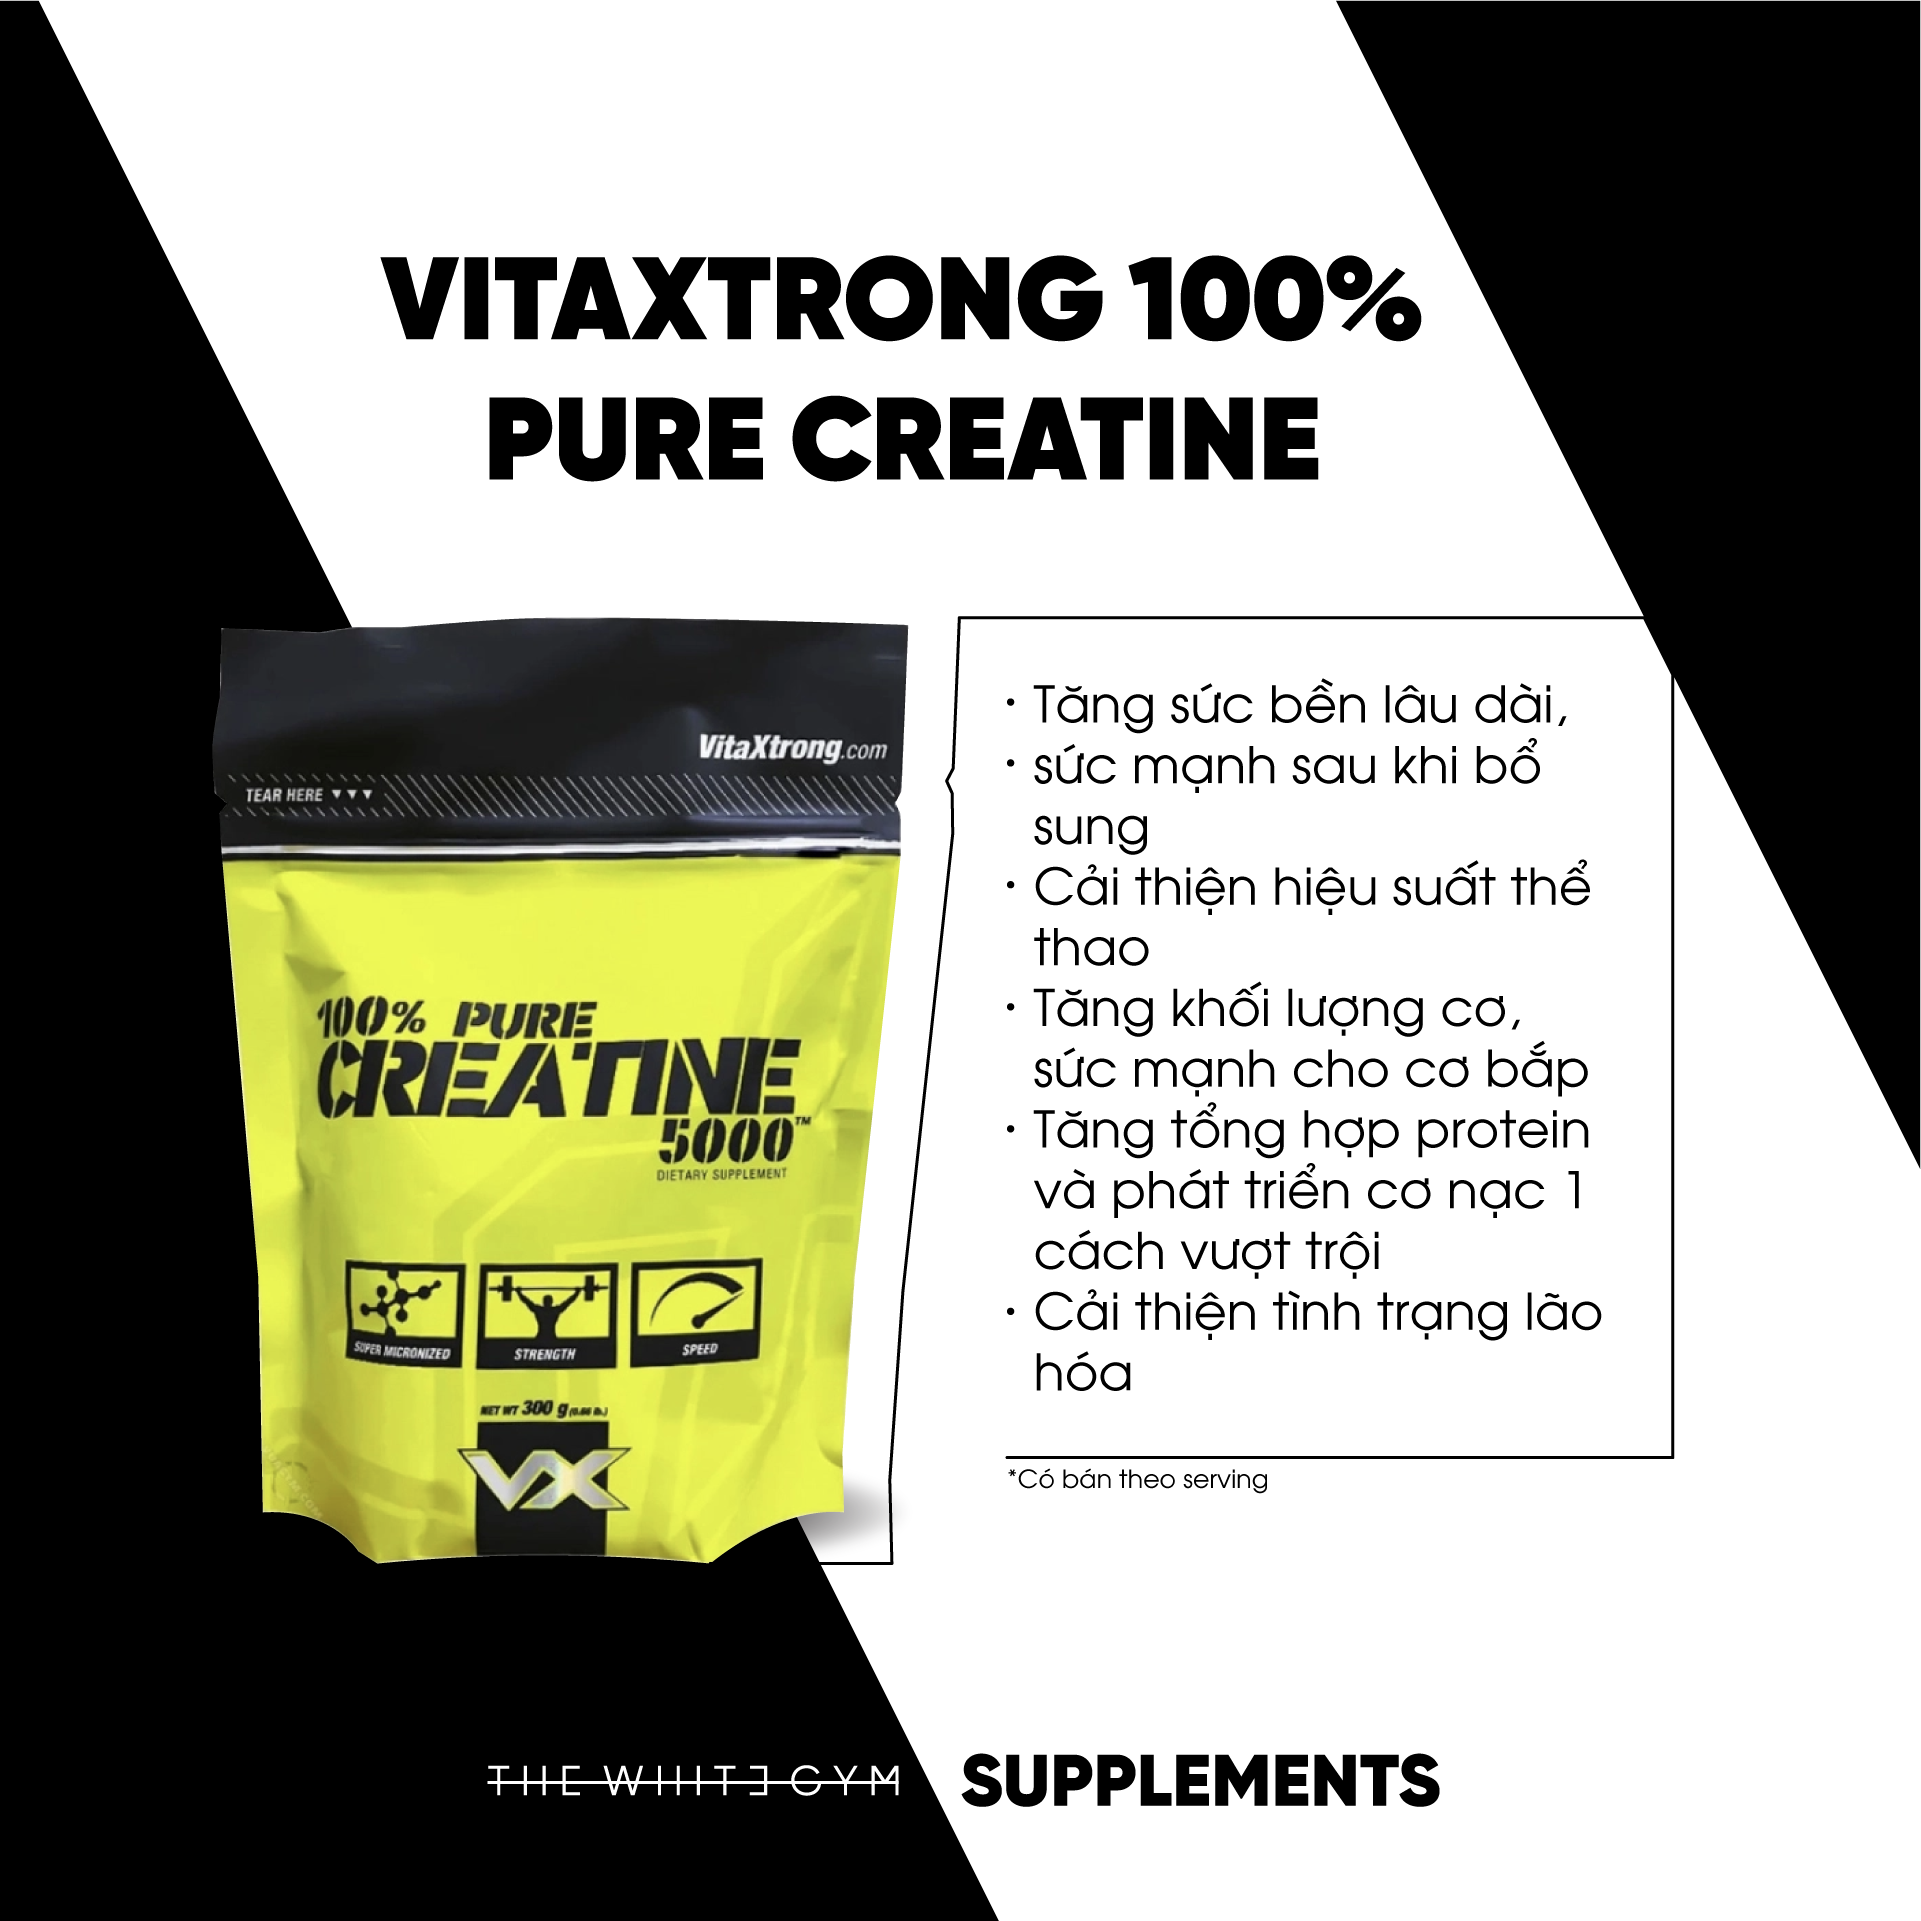 VITAXTRONG 100%
PURE CREATINE
VitaXtrong.com
TEAR HERE ▼▼▼
100% PURE
CREATINE
5000™
DIETARY SUPPLEMENT
SUPER MICRONIZED
STRENGTH
SPEED
NET WT 300 g (0.66 lb.)
VX
• Tăng sức bền lâu dài,
• sức mạnh sau khi bổ
sung
• Cải thiện hiệu suất thể
thao
• Tăng khối lượng cơ,
sức mạnh cho cơ bắp
• Tăng tổng hợp protein
và phát triển cơ nạc 1
cách vượt trội
• Cải thiện tình trạng lão
hóa
*Có bán theo serving
THE WHITE GYM
SUPPLEMENTS